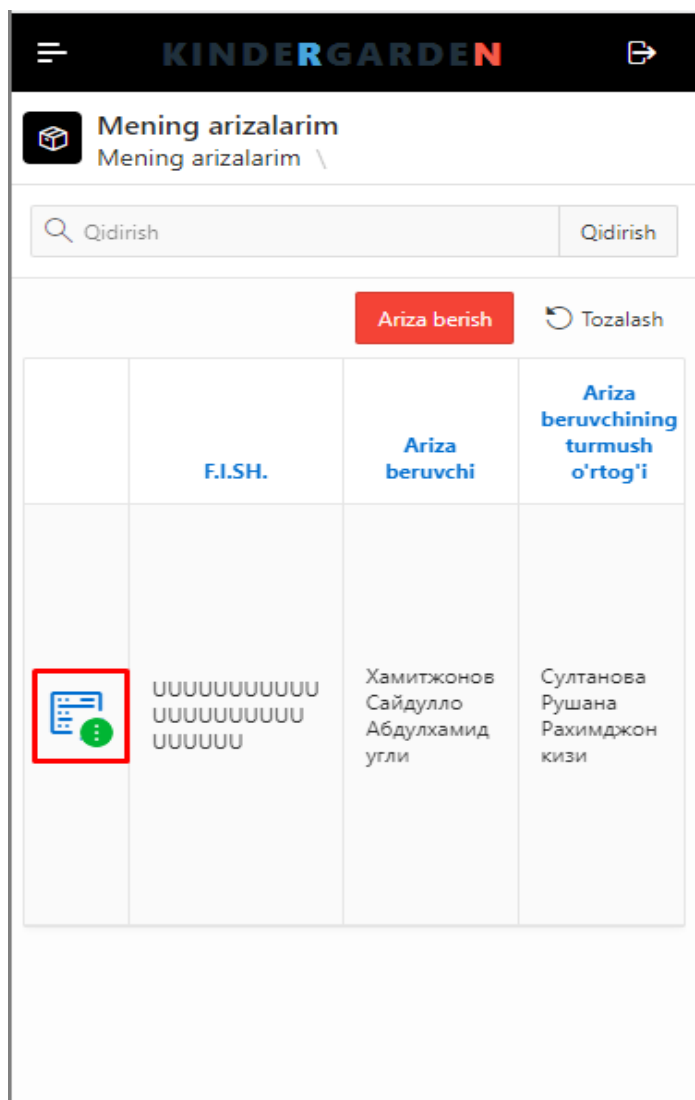 KINDERGARDEN
Mening arizalarim
Mening arizalarim \
Qidirish
Qidirish
Ariza berish
Tozalash
F.I.SH.
Ariza
beruvchi
Ariza
beruvchining
turmush
o'rtog'i
UUUUUUUUUUU
UUUUUUUUUU
UUUUUU
Хамитжонов
Сайдулло
Абдулхамид
угли
Султанова
Рушана
Рахимджон
кизи